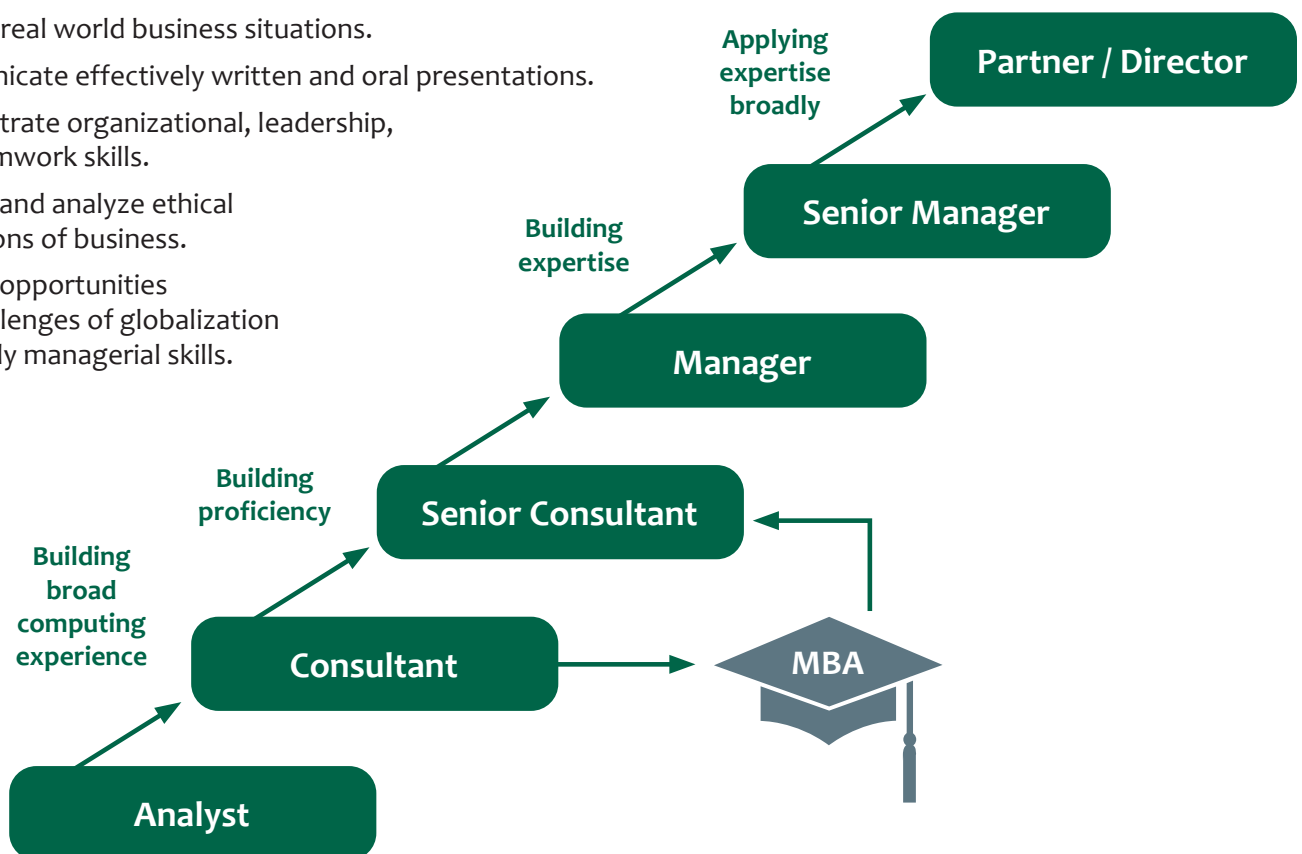 real world business situations.
nicate effectively written and oral presentations.
trate organizational, leadership,
mwork skills.
and analyze ethical
ons of business.
opportunities
lenges of globalization
ly managerial skills.
Applying
expertise
broadly
Partner / Director
Senior Manager
Building
expertise
Manager
Building
proficiency
Senior Consultant
Building
broad
computing
experience
Consultant
MBA
Analyst